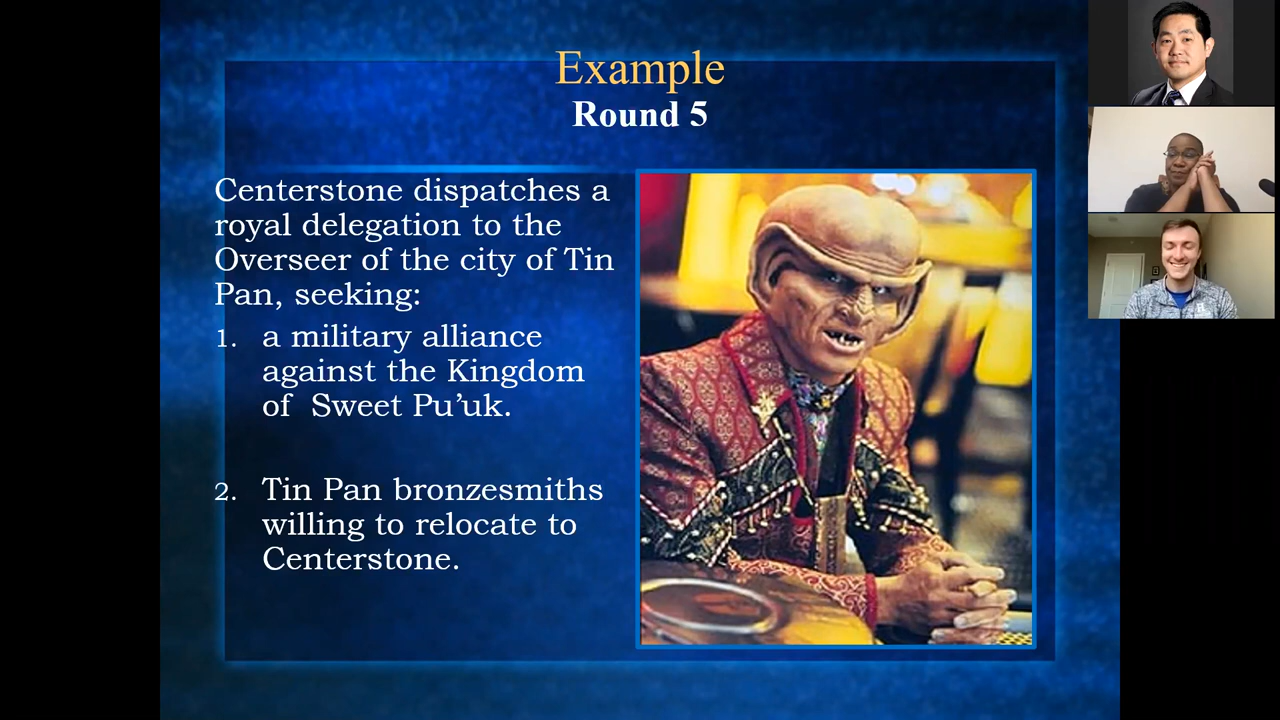 Example
Round 5
Centerstone dispatches a
royal delegation to the
Overseer of the city of Tin
Pan, seeking:
1. a military alliance
against the Kingdom
of  Sweet Pu’uk.
2. Tin Pan bronzesmiths
willing to relocate to
Centerstone.